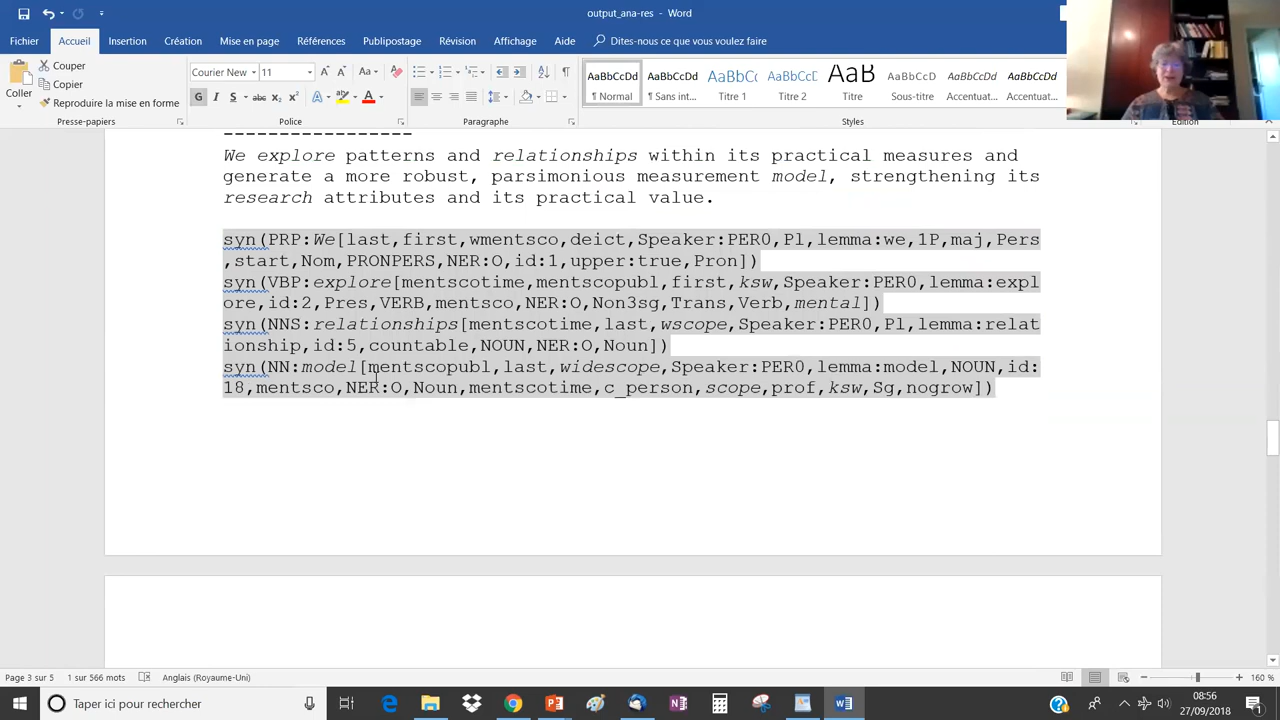 output_ana-res - Word
Fichier Accueil Insertion Création Mise en page Références Publipostage Révision Affichage Aide Dites-nous ce que vous voulez faire
Coller
Couper
Copier
Reproduire la mise en forme
Presse-papiers
Courier New 11
G I S abc x₂ x²
Police
Paragraphe
AaBbCcDd AaBbCcDd AaBbC AaBbCcD AaB AaBbCcD AaBbCcDd AaBbCcDd
¶ Normal ¶ Sans int... Titre 1 Titre 2 Titre Sous-titre Accentuat... Accentuat...
Styles
Édition
----------------
We explore patterns and relationships within its practical measures and
generate a more robust, parsimonious measurement model, strengthening its
research attributes and its practical value.
syn(PRP:We[last,first,wmentsco,deict,Speaker:PER0,Pl,lemma:we,1P,maj,Pers
,start,Nom,PRONPERS,NER:O,id:1,upper:true,Pron])
syn(VBP:explore[mentscotime,mentscopubl,first,ksw,Speaker:PER0,lemma:expl
ore,id:2,Pres,VERB,mentsco,NER:O,Non3sg,Trans,Verb,mental])
syn(NNS:relationships[mentscotime,last,wscope,Speaker:PER0,Pl,lemma:relat
ionship,id:5,countable,NOUN,NER:O,Noun])
syn(NN:model[mentscopubl,last,widescope,Speaker:PER0,lemma:model,NOUN,id:
18,mentsco,NER:O,Noun,mentscotime,c_person,scope,prof,ksw,Sg,nogrow])
Page 3 sur 5 1 sur 566 mots Anglais (Royaume-Uni) 160 %
Taper ici pour rechercher
08:56
27/09/2018